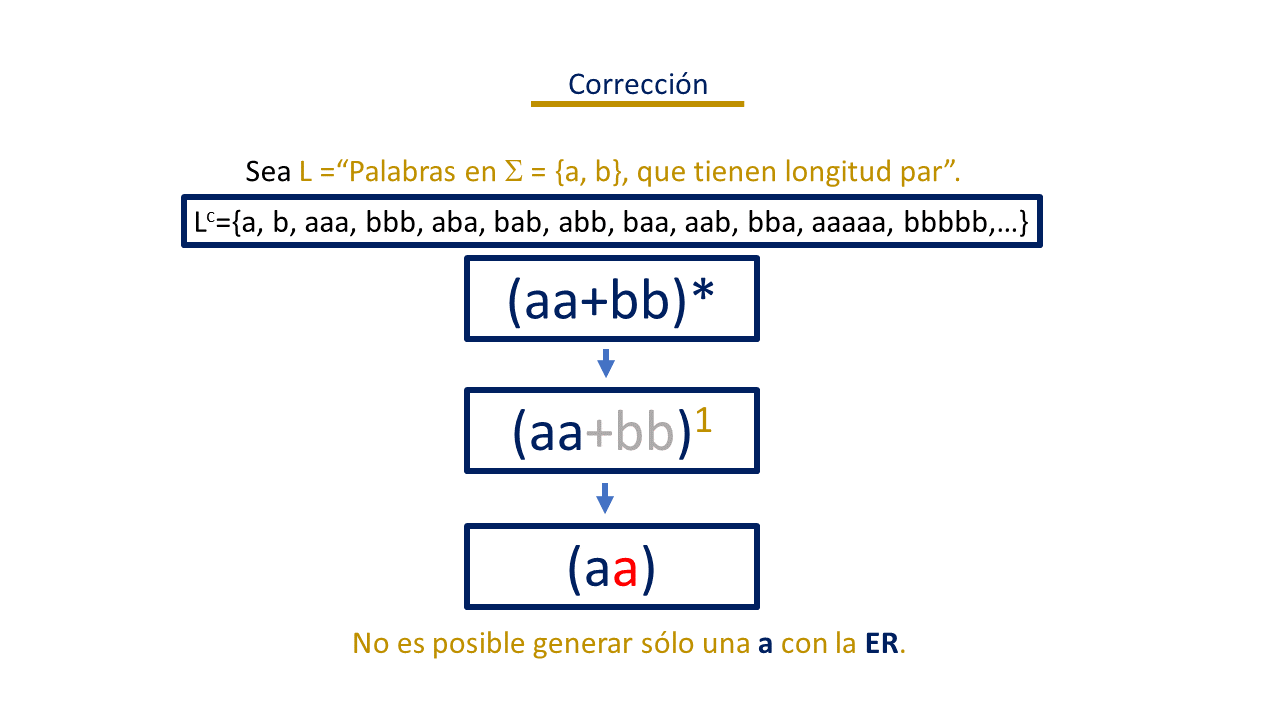 Corrección
Sea L =“Palabras en Σ = {a, b}, que tienen longitud par”.
Lᶜ={a, b, aaa, bbb, aba, bab, abb, baa, aab, bba, aaaaa, bbbbb,...}
(aa+bb)*
(aa+bb)¹
(aa)
No es posible generar sólo una a con la ER.